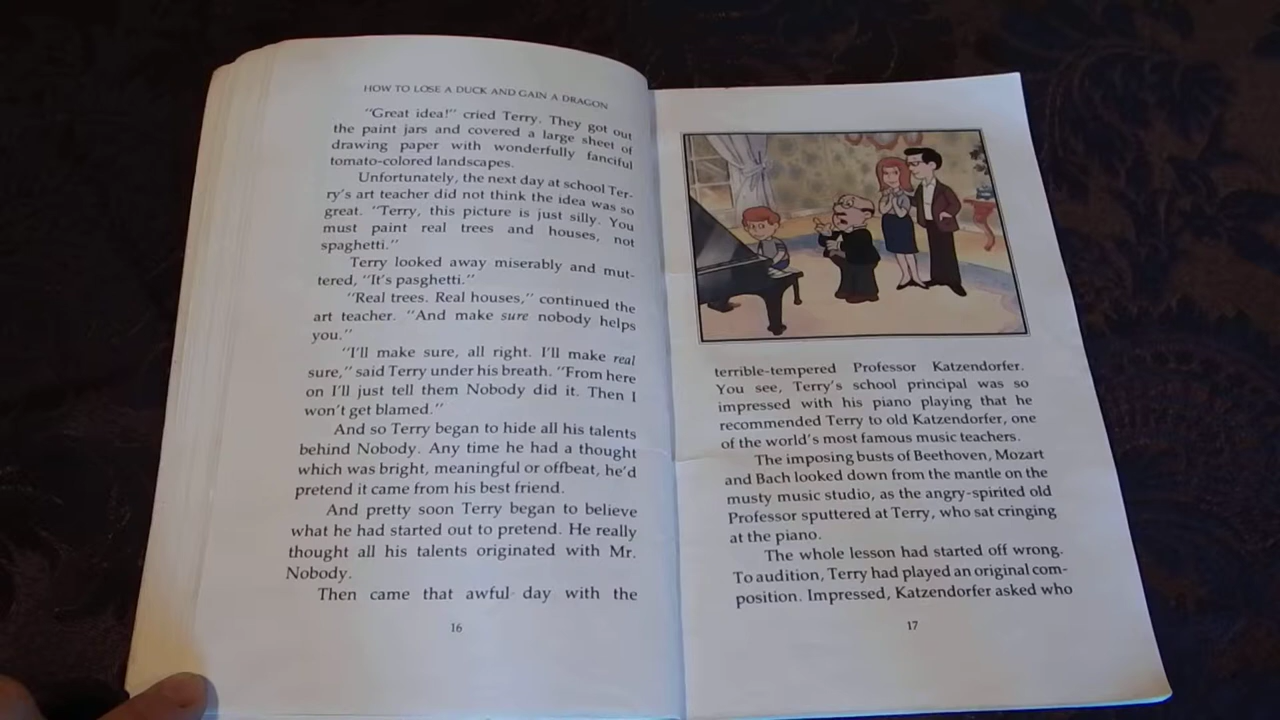 HOW TO LOSE A DUCK AND GAIN A DRAGON
"Great idea!" cried Terry. They got out
the paint jars and covered a large sheet of
drawing paper with wonderfully fanciful
tomato-colored landscapes.
Unfortunately, the next day at school Ter-
ry's art teacher did not think the idea was so
great. "Terry, this picture is just silly. You
must paint real trees and houses, not
spaghetti."
Terry looked away miserably and mut-
tered, "It's pasghetti."
"Real trees. Real houses," continued the
art teacher. "And make sure nobody helps
you."
"I'll make sure, all right. I'll make real
sure," said Terry under his breath. "From here
on I'll just tell them Nobody did it. Then I
won't get blamed."
And so Terry began to hide all his talents
behind Nobody. Any time he had a thought
which was bright, meaningful or offbeat, he'd
pretend it came from his best friend.
And pretty soon Terry began to believe
what he had started out to pretend. He really
thought all his talents originated with Mr.
Nobody.
Then came that awful day with the
16
terrible-tempered Professor Katzendorfer.
You see, Terry's school principal was so
impressed with his piano playing that he
recommended Terry to old Katzendorfer, one
of the world's most famous music teachers.
The imposing busts of Beethoven, Mozart
and Bach looked down from the mantle on the
musty music studio, as the angry-spirited old
Professor sputtered at Terry, who sat cringing
at the piano.
The whole lesson had started off wrong.
To audition, Terry had played an original com-
position. Impressed, Katzendorfer asked who
17